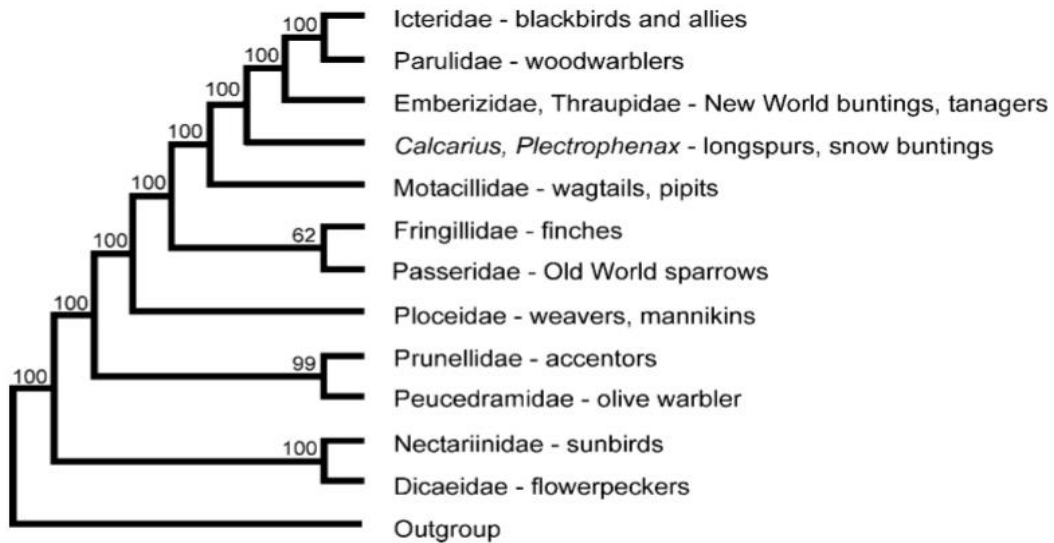 100 Icteridae - blackbirds and allies
100 Parulidae - woodwarblers
100 Emberizidae, Thraupidae - New World buntings, tanagers
100 Calcarius, Plectrophenax - longspurs, snow buntings
100 Motacillidae - wagtails, pipits
62 Fringillidae - finches
100 Passeridae - Old World sparrows
100 Ploceidae - weavers, mannikins
99 Prunellidae - accentors
100 Peucedramidae - olive warbler
100 Nectariinidae - sunbirds
Dicaeidae - flowerpeckers
Outgroup